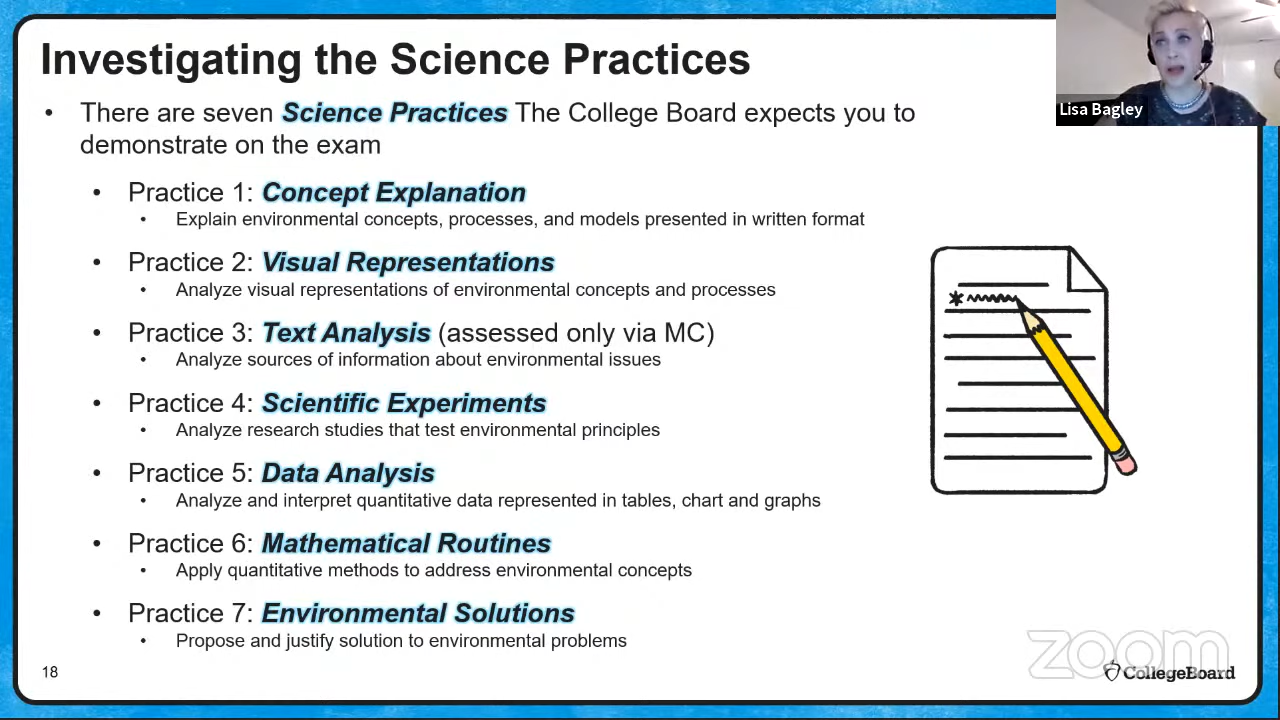 Investigating the Science Practices
Lisa Bagley
• There are seven Science Practices The College Board expects you to
demonstrate on the exam
• Practice 1: Concept Explanation
• Explain environmental concepts, processes, and models presented in written format
• Practice 2: Visual Representations
• Analyze visual representations of environmental concepts and processes
• Practice 3: Text Analysis (assessed only via MC)
• Analyze sources of information about environmental issues
• Practice 4: Scientific Experiments
• Analyze research studies that test environmental principles
• Practice 5: Data Analysis
• Analyze and interpret quantitative data represented in tables, chart and graphs
• Practice 6: Mathematical Routines
• Apply quantitative methods to address environmental concepts
• Practice 7: Environmental Solutions
• Propose and justify solution to environmental problems
18
zoom
CollegeBoard